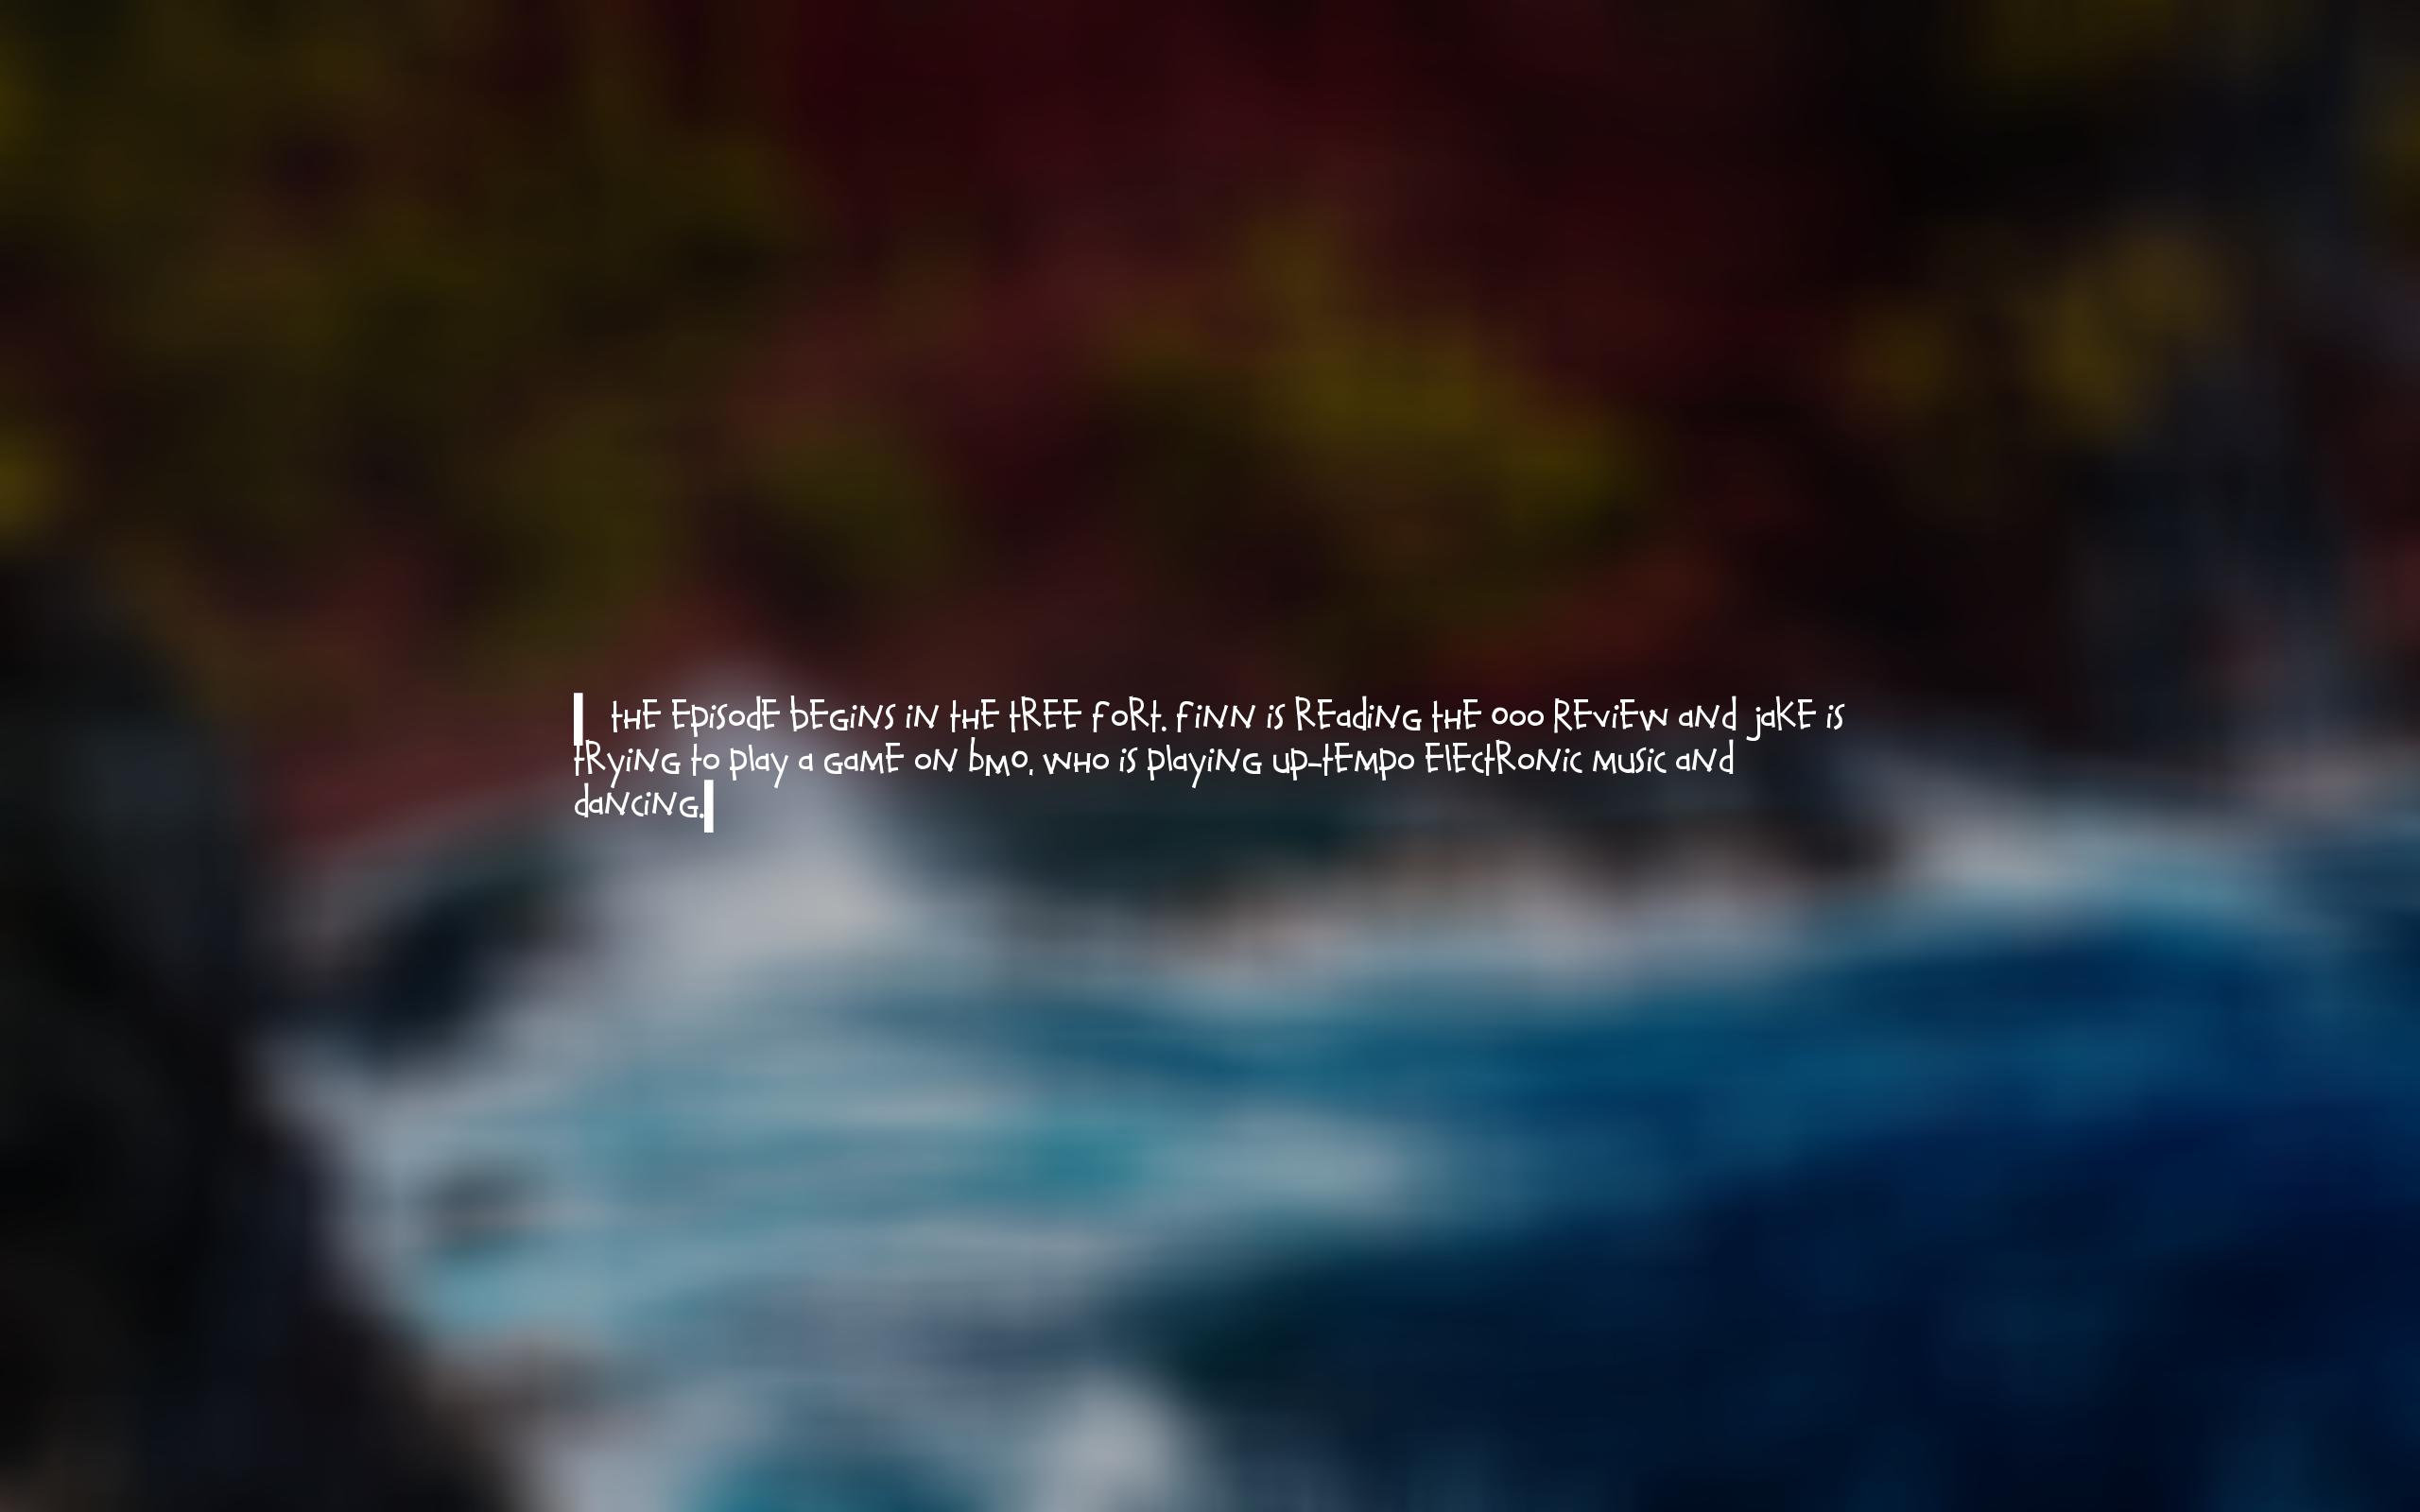 The episode begins in the Tree Fort. Finn is reading the Ooo Review and Jake is
trying to play a game on BMO, who is playing up-tempo electronic music and
dancing.